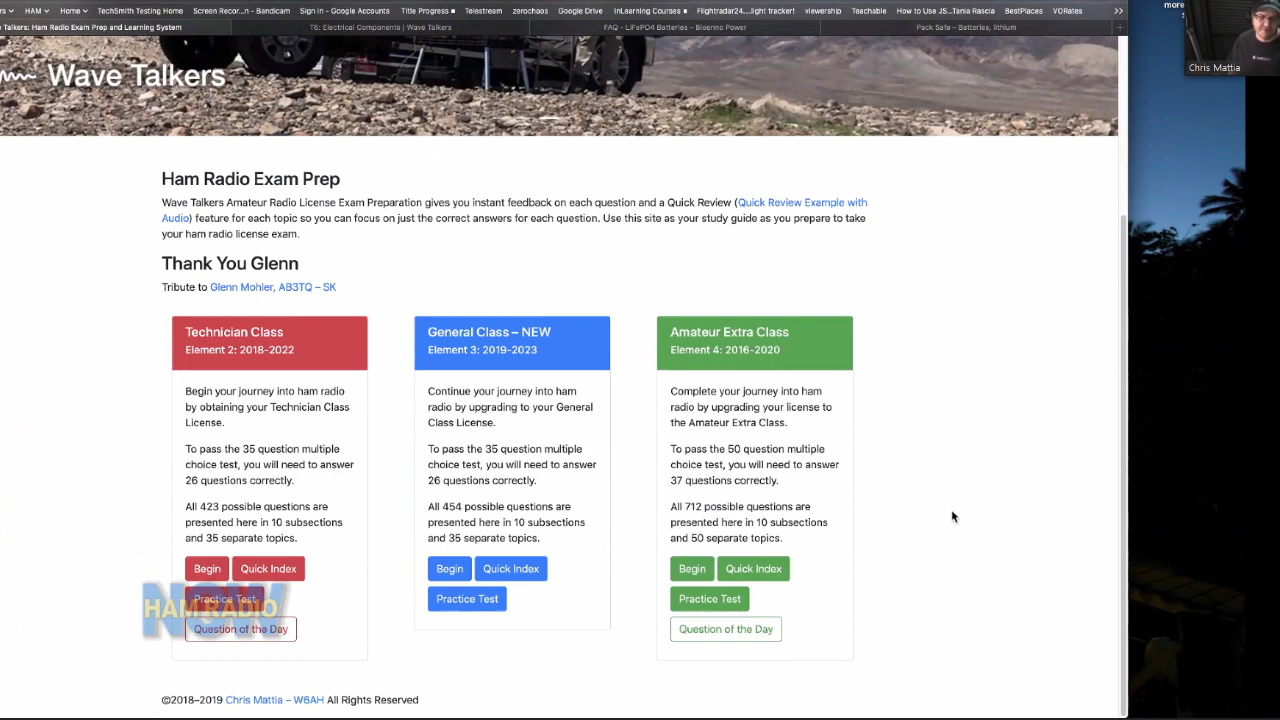 HAM
Home
TechSmith Testing Home
Screen Recor...n - Bandicam
Sign in - Google Accounts
Title Progress
Telestream
zerochaos
Google Drive
InLearning Courses
Flightradar24....light tracker!
viewership
Teachable
How to Use JS...Tania Rascia
BestPlaces
VORates
>>
more
Talkers: Ham Radio Exam Prep and Learning System
T6: Electrical Components | Wave Talkers
FAQ – LiFePO4 Batteries – Bioenno Power
Pack Safe – Batteries, lithium
Chris Mattia
Wave Talkers
Ham Radio Exam Prep
Wave Talkers Amateur Radio License Exam Preparation gives you instant feedback on each question and a Quick Review (Quick Review Example with
Audio) feature for each topic so you can focus on just the correct answers for each question. Use this site as your study guide as you prepare to take
your ham radio license exam.
Thank You Glenn
Tribute to Glenn Mohler, AB3TQ – SK
Technician Class
Element 2: 2018-2022
Begin your journey into ham radio
by obtaining your Technician Class
License.
To pass the 35 question multiple
choice test, you will need to answer
26 questions correctly.
All 423 possible questions are
presented here in 10 subsections
and 35 separate topics.
Begin
Quick Index
Practice Test
Question of the Day
General Class – NEW
Element 3: 2019-2023
Continue your journey into ham
radio by upgrading to your General
Class License.
To pass the 35 question multiple
choice test, you will need to answer
26 questions correctly.
All 454 possible questions are
presented here in 10 subsections
and 35 separate topics.
Begin
Quick Index
Practice Test
Amateur Extra Class
Element 4: 2016-2020
Complete your journey into ham
radio by upgrading your license to
the Amateur Extra Class.
To pass the 50 question multiple
choice test, you will need to answer
37 questions correctly.
All 712 possible questions are
presented here in 10 subsections
and 50 separate topics.
Begin
Quick Index
Practice Test
Question of the Day
HAM RADIO
NOW
©2018–2019 Chris Mattia – W6AH All Rights Reserved